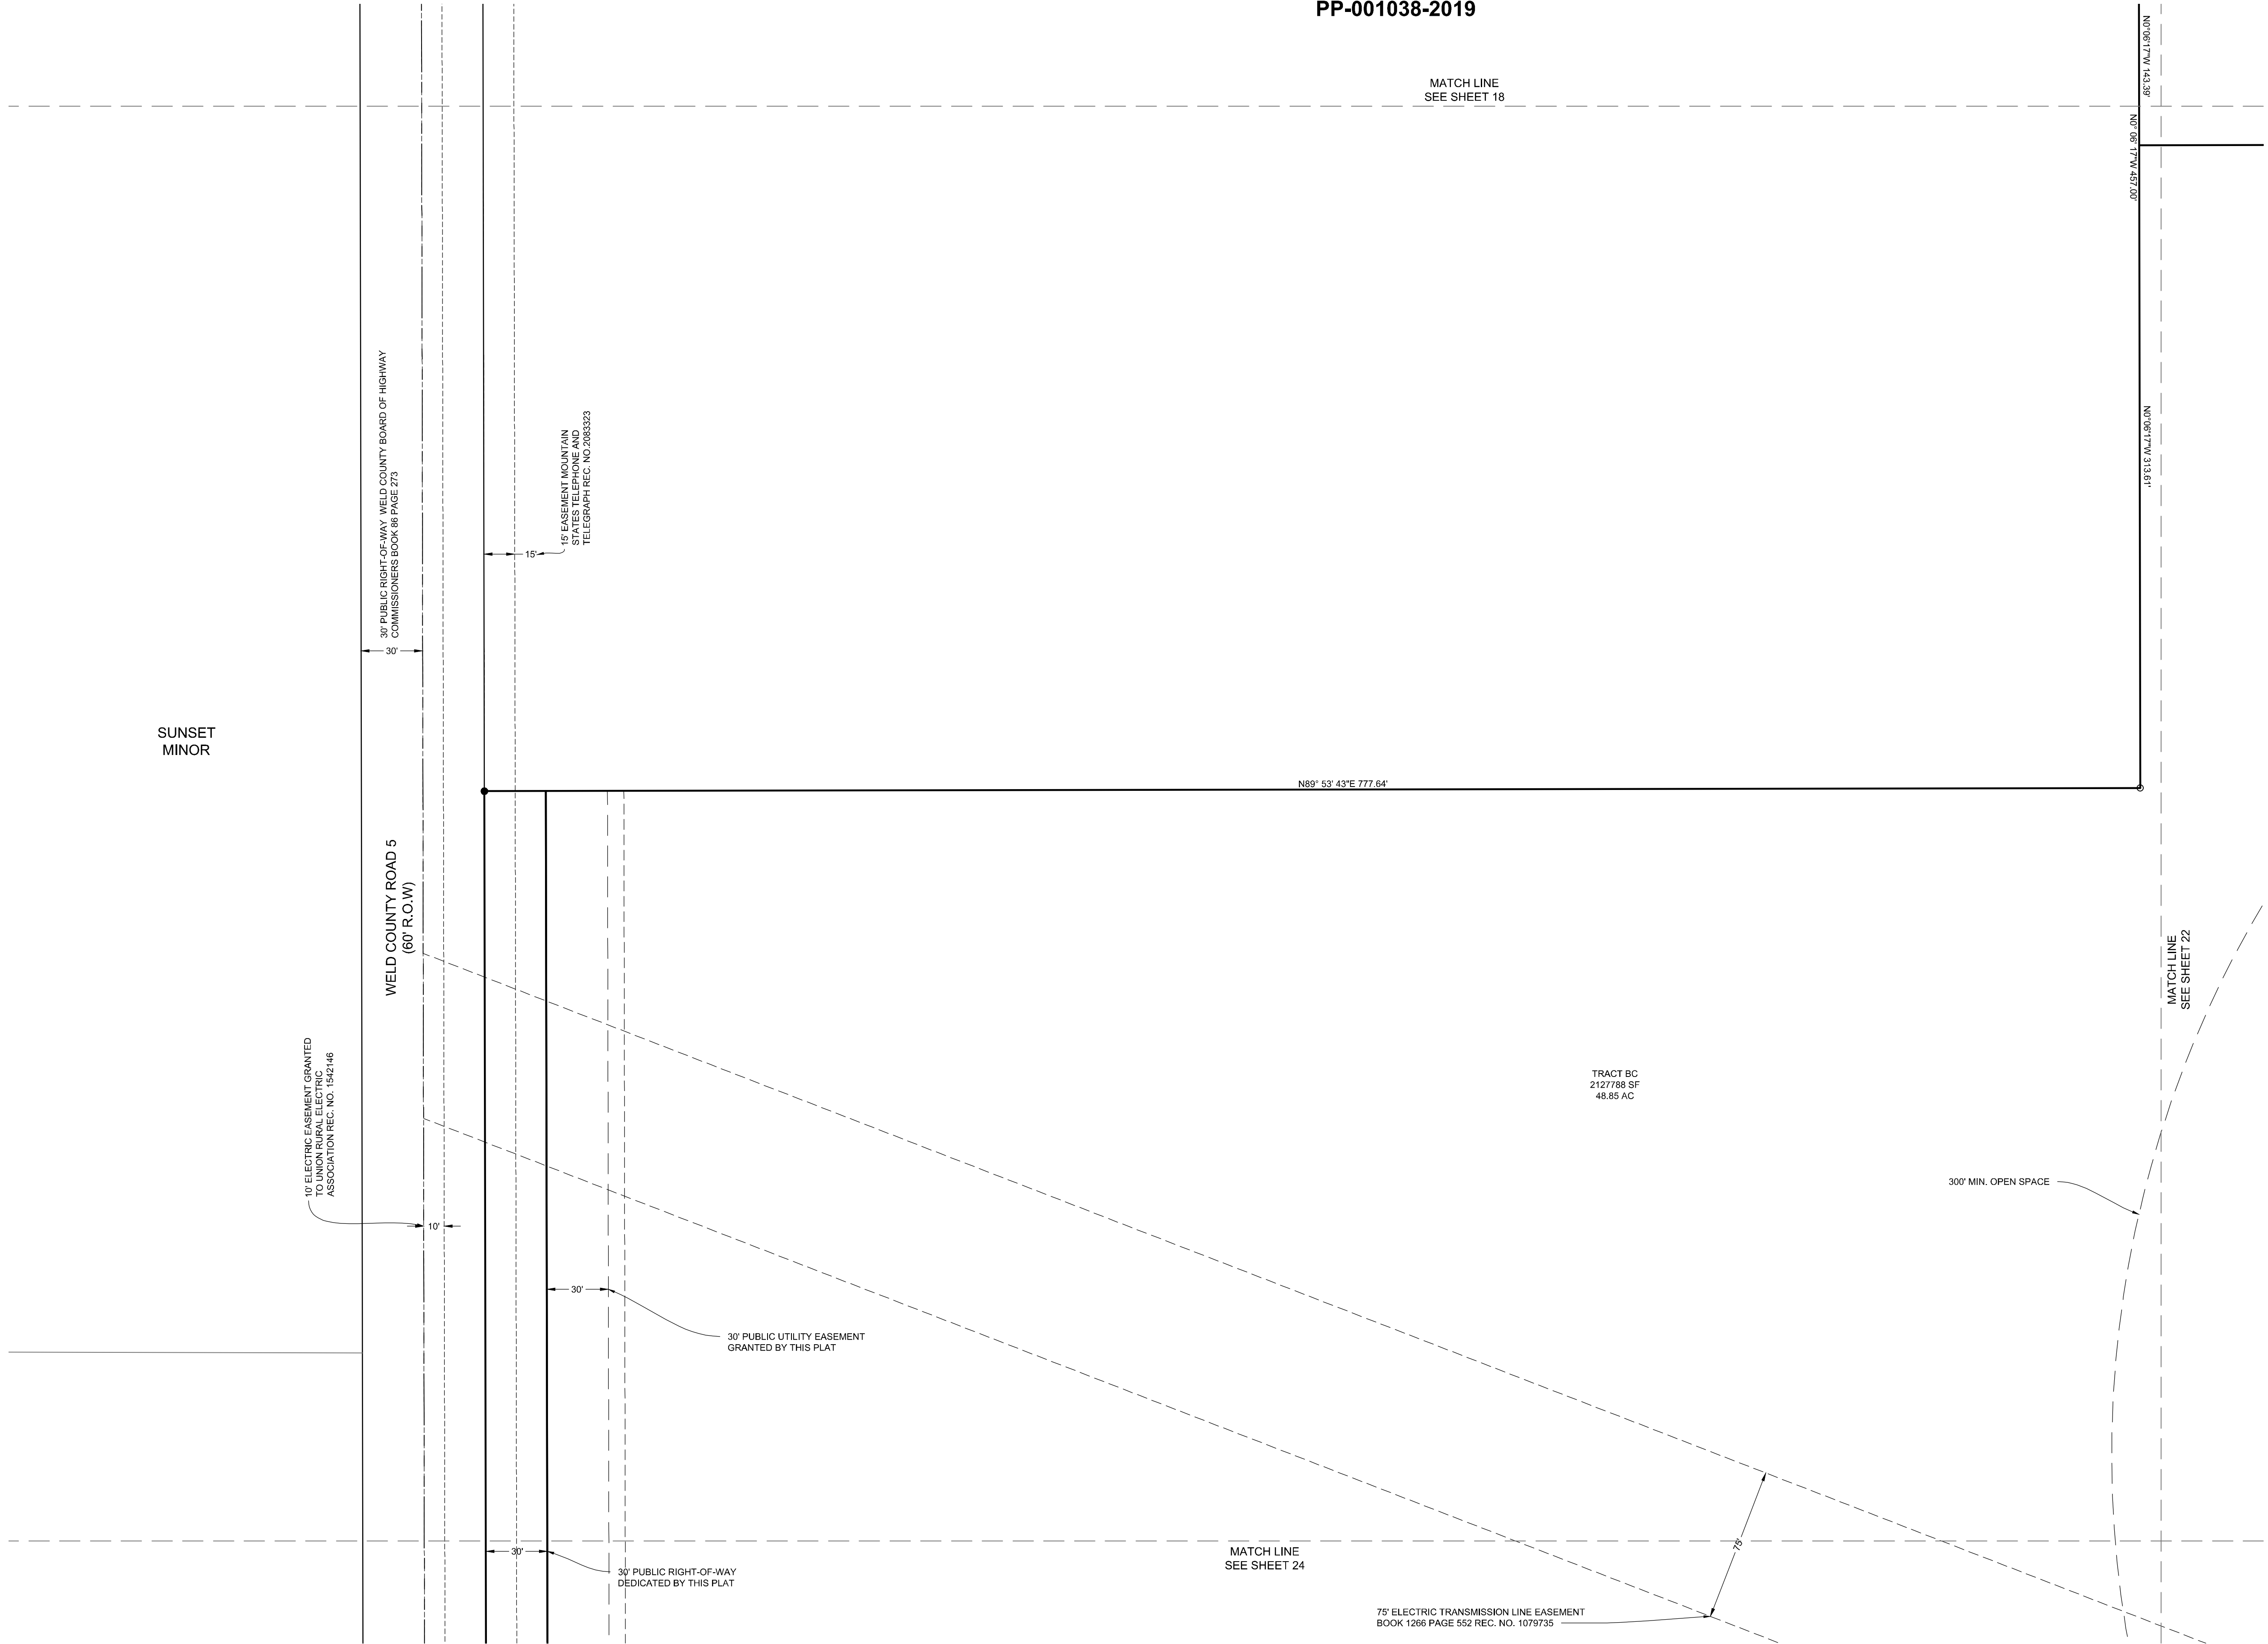 PP-001038-2019
N0°06'17"W 143.39'
MATCH LINE
SEE SHEET 18
N0° 06' 17"W 457.00'
30' PUBLIC RIGHT-OF-WAY WELD COUNTY BOARD OF HIGHWAY
COMMISSIONERS BOOK 86 PAGE 273
15' EASEMENT MOUNTAIN
STATES TELEPHONE AND
TELEGRAPH REC. NO.2083323
N0°06'17"W 313.61'
15'
30'
SUNSET
MINOR
N89° 53' 43"E 777.64'
WELD COUNTY ROAD 5
(60' R.O.W)
MATCH LINE
SEE SHEET 22
10' ELECTRIC EASEMENT GRANTED
TO UNION RURAL ELECTRIC
ASSOCIATION REC. NO. 1542146
TRACT BC
2127788 SF
48.85 AC
300' MIN. OPEN SPACE
10'
30'
30' PUBLIC UTILITY EASEMENT
GRANTED BY THIS PLAT
30'
75'
MATCH LINE
SEE SHEET 24
30' PUBLIC RIGHT-OF-WAY
DEDICATED BY THIS PLAT
75' ELECTRIC TRANSMISSION LINE EASEMENT
BOOK 1266 PAGE 552 REC. NO. 1079735